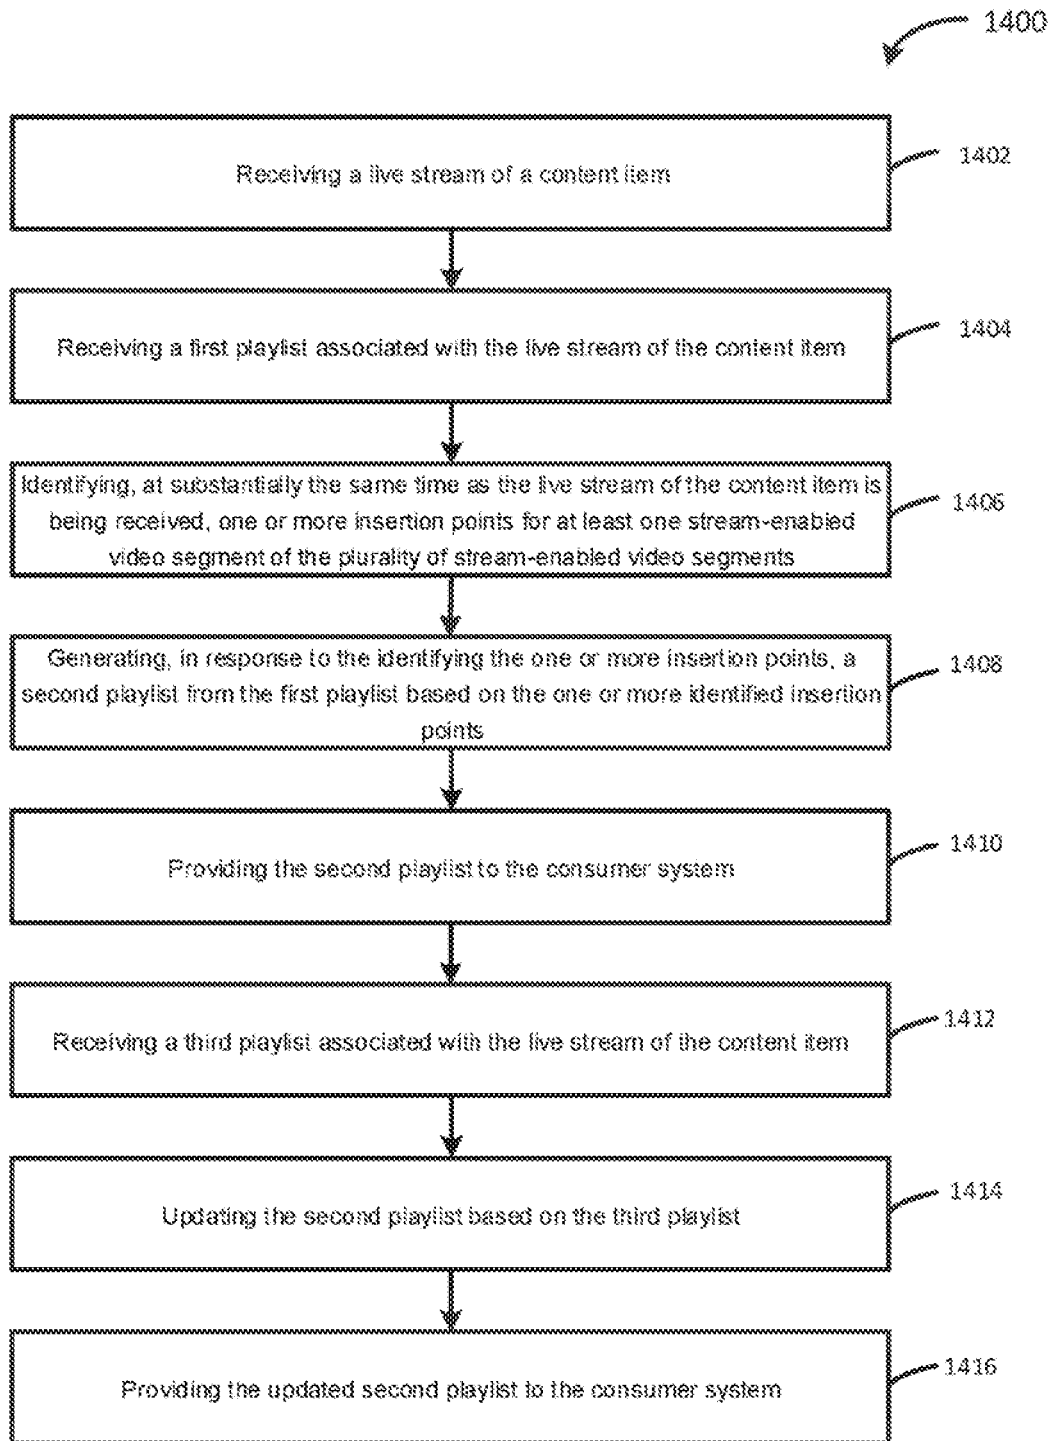 1400
Receiving a live stream of a content item
1402
Receiving a first playlist associated with the live stream of the content item
1404
Identifying, at substantially the same time as the live stream of the content item is
being received, one or more insertion points for at least one stream-enabled
video segment of the plurality of stream-enabled video segments
1406
Generating, in response to the identifying the one or more insertion points, a
second playlist from the first playlist based on the one or more identified insertion
points
1408
Providing the second playlist to the consumer system
1410
Receiving a third playlist associated with the live stream of the content item
1412
Updating the second playlist based on the third playlist
1414
Providing the updated second playlist to the consumer system
1416